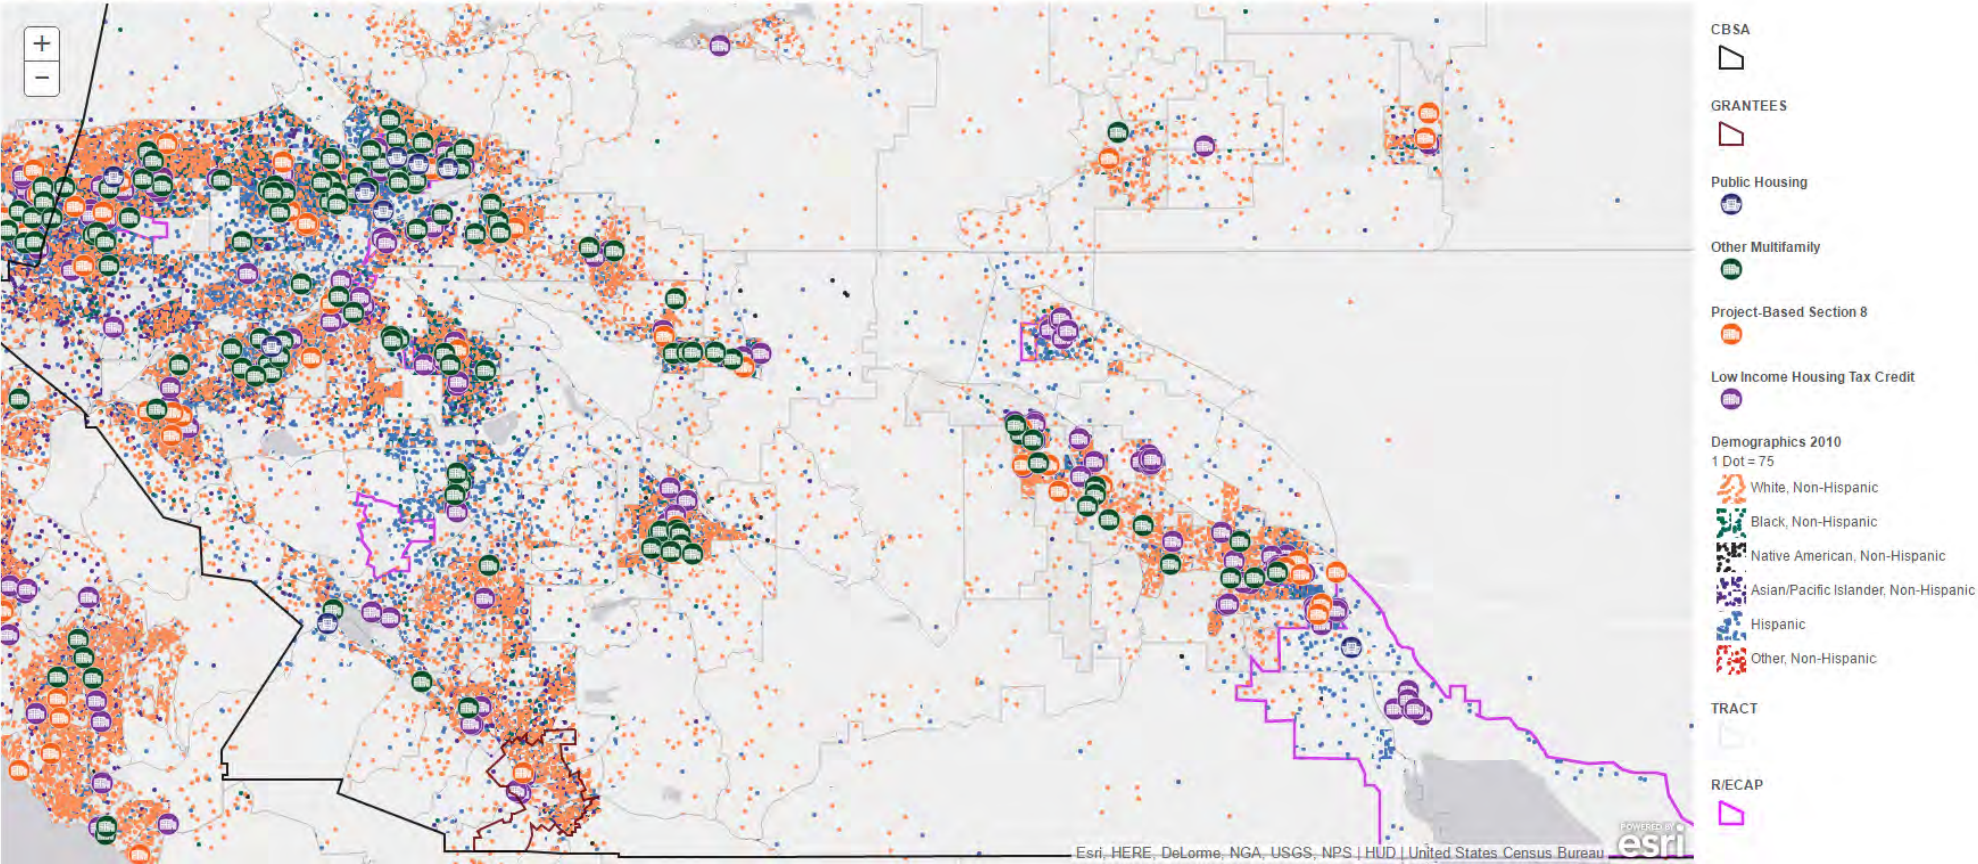 +
−
CBSA
GRANTEES
Public Housing
Other Multifamily
Project-Based Section 8
Low Income Housing Tax Credit
Demographics 2010
1 Dot = 75
White, Non-Hispanic
Black, Non-Hispanic
Native American, Non-Hispanic
Asian/Pacific Islander, Non-Hispanic
Hispanic
Other, Non-Hispanic
TRACT
R/ECAP
POWERED BY
esri
Esri, HERE, DeLorme, NGA, USGS, NPS | HUD | United States Census Bureau